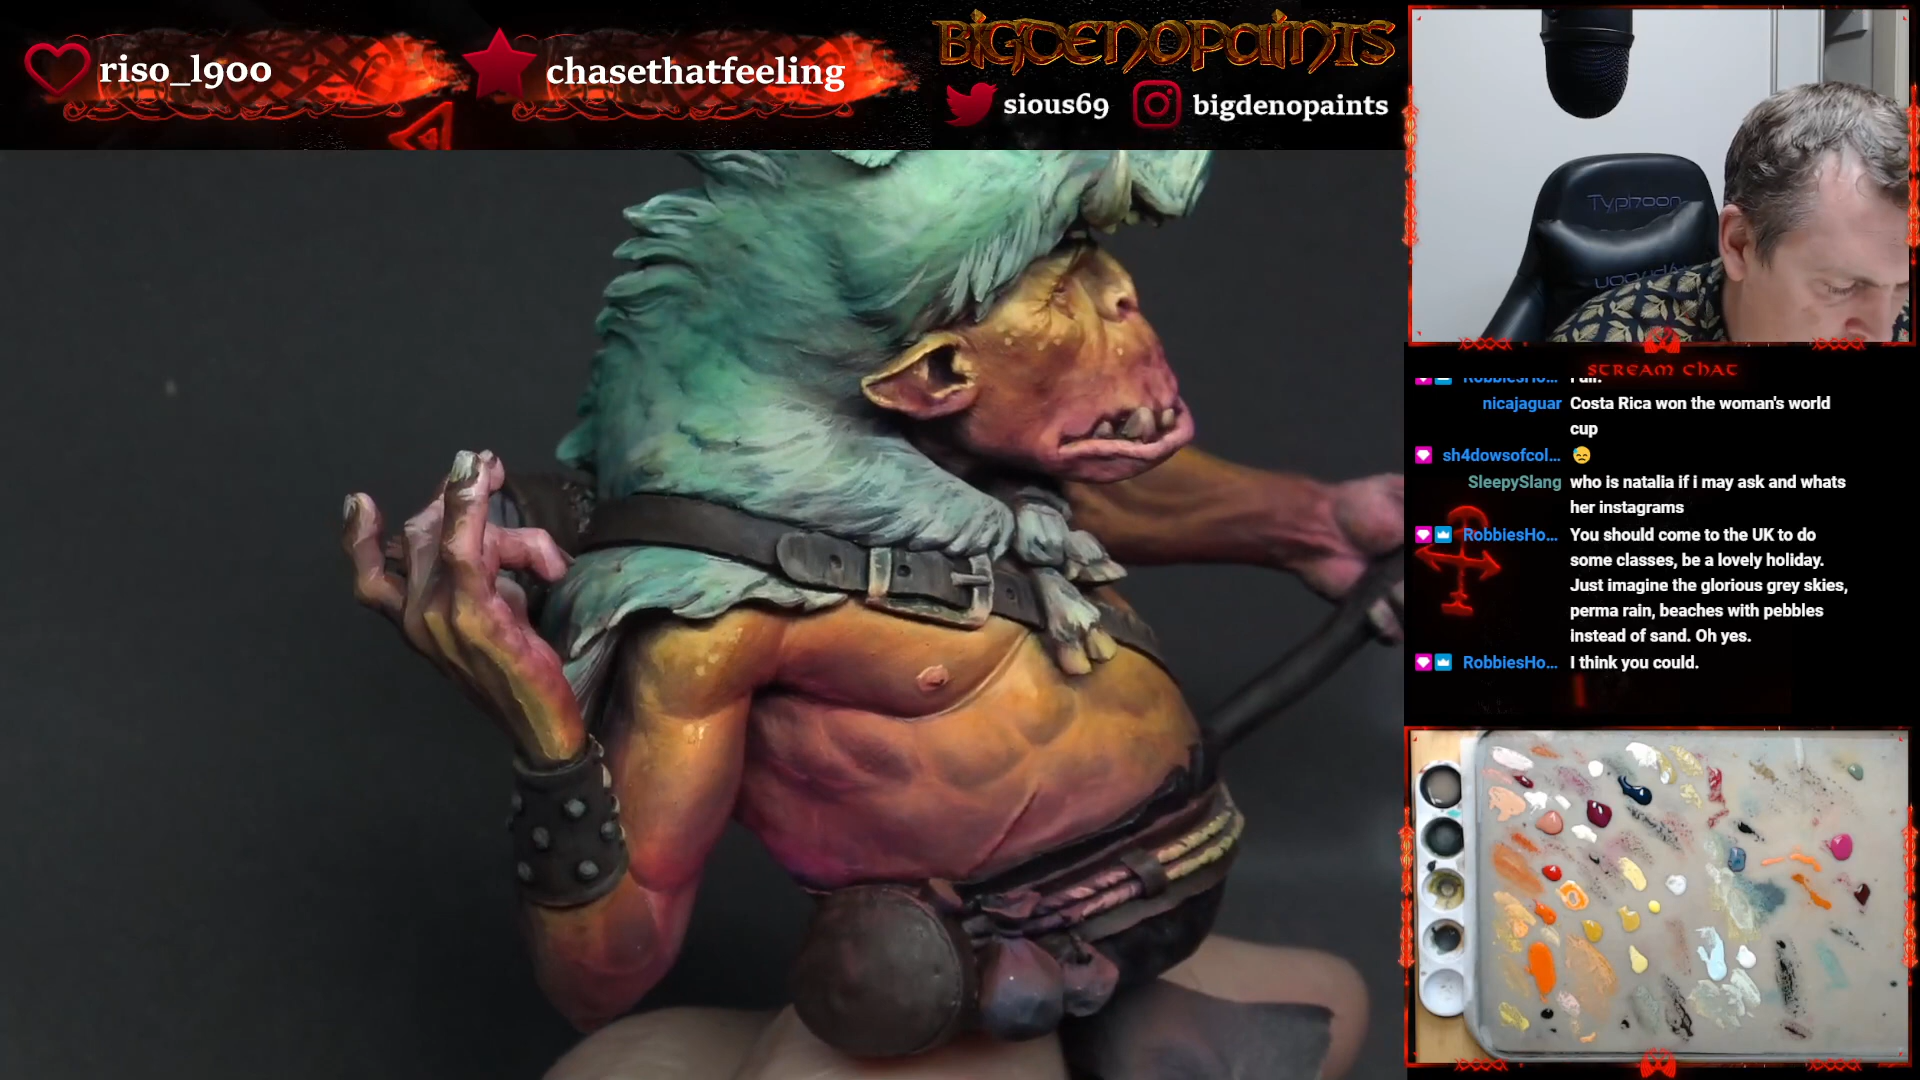 riso_l900
chasethatfeeling
BIGDENOPAINTS
sious69
bigdenopaints
Typhoon
STREAM CHAT
nicajaguar Costa Rica won the woman's world
cup
sh4dowsofcol... 😓
SleepySlang who is natalia if i may ask and whats
her instagrams
RobbiesHo... You should come to the UK to do
some classes, be a lovely holiday.
Just imagine the glorious grey skies,
perma rain, beaches with pebbles
instead of sand. Oh yes.
RobbiesHo... I think you could.